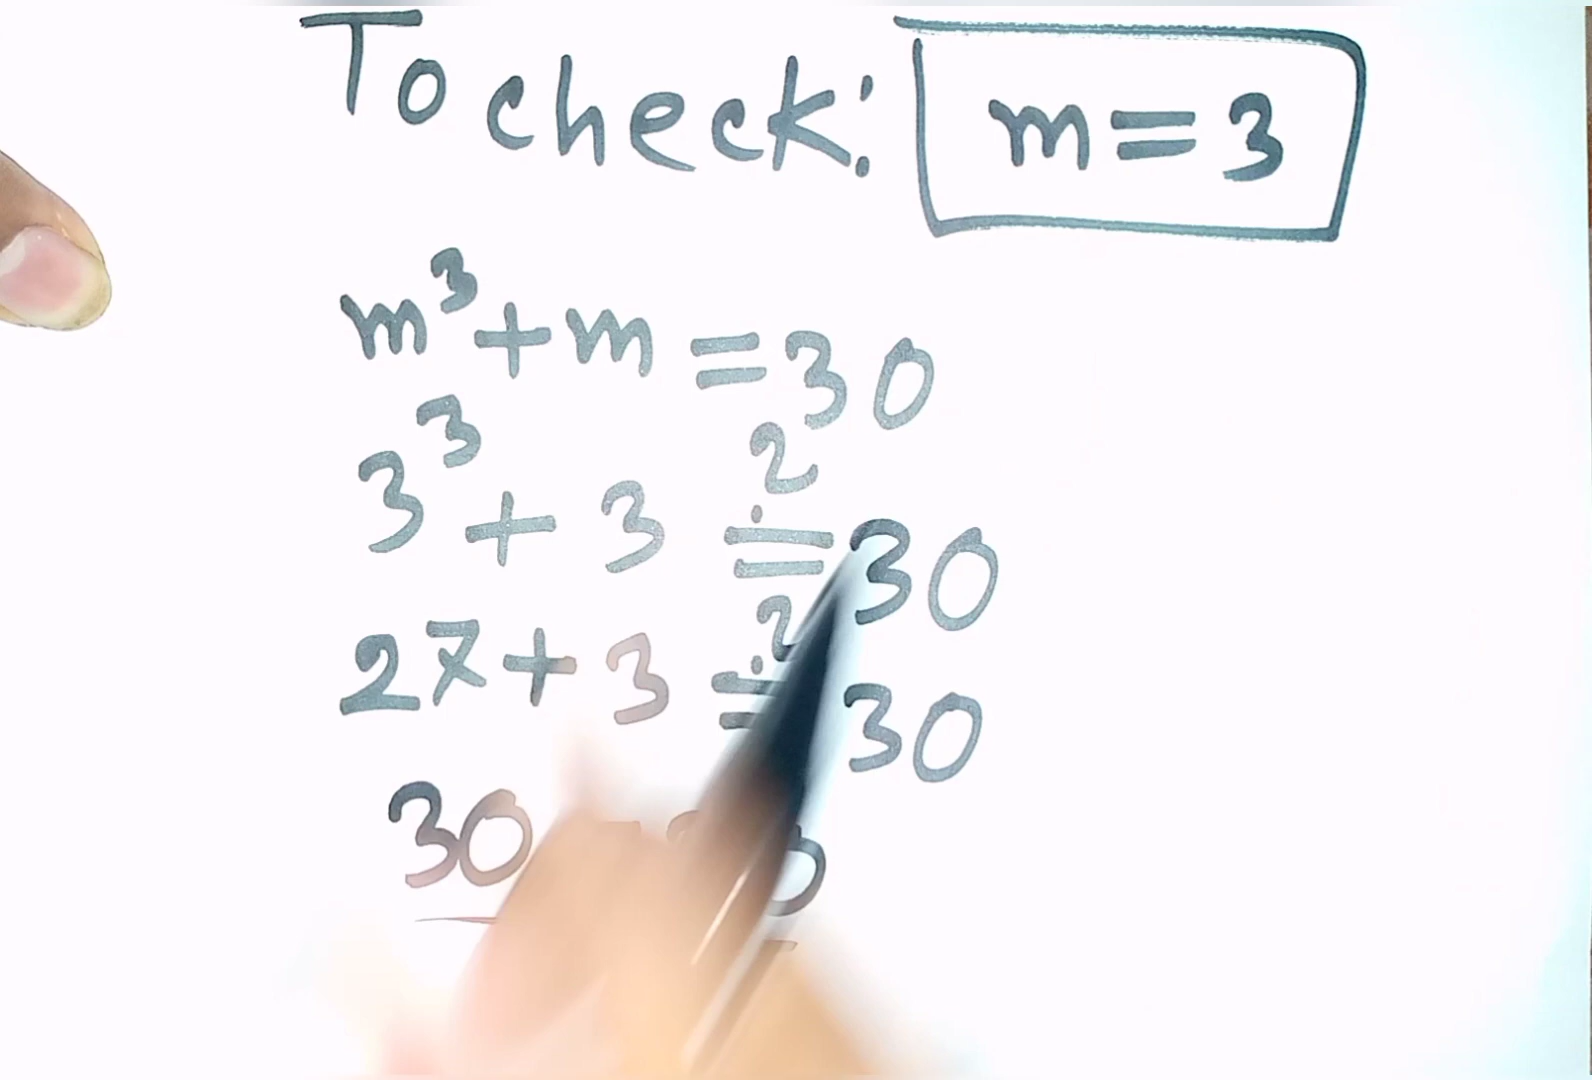 To check: m = 3
m³ + m = 30
3³ + 3 ≟ 30
27 + 3 ≟ 30
30